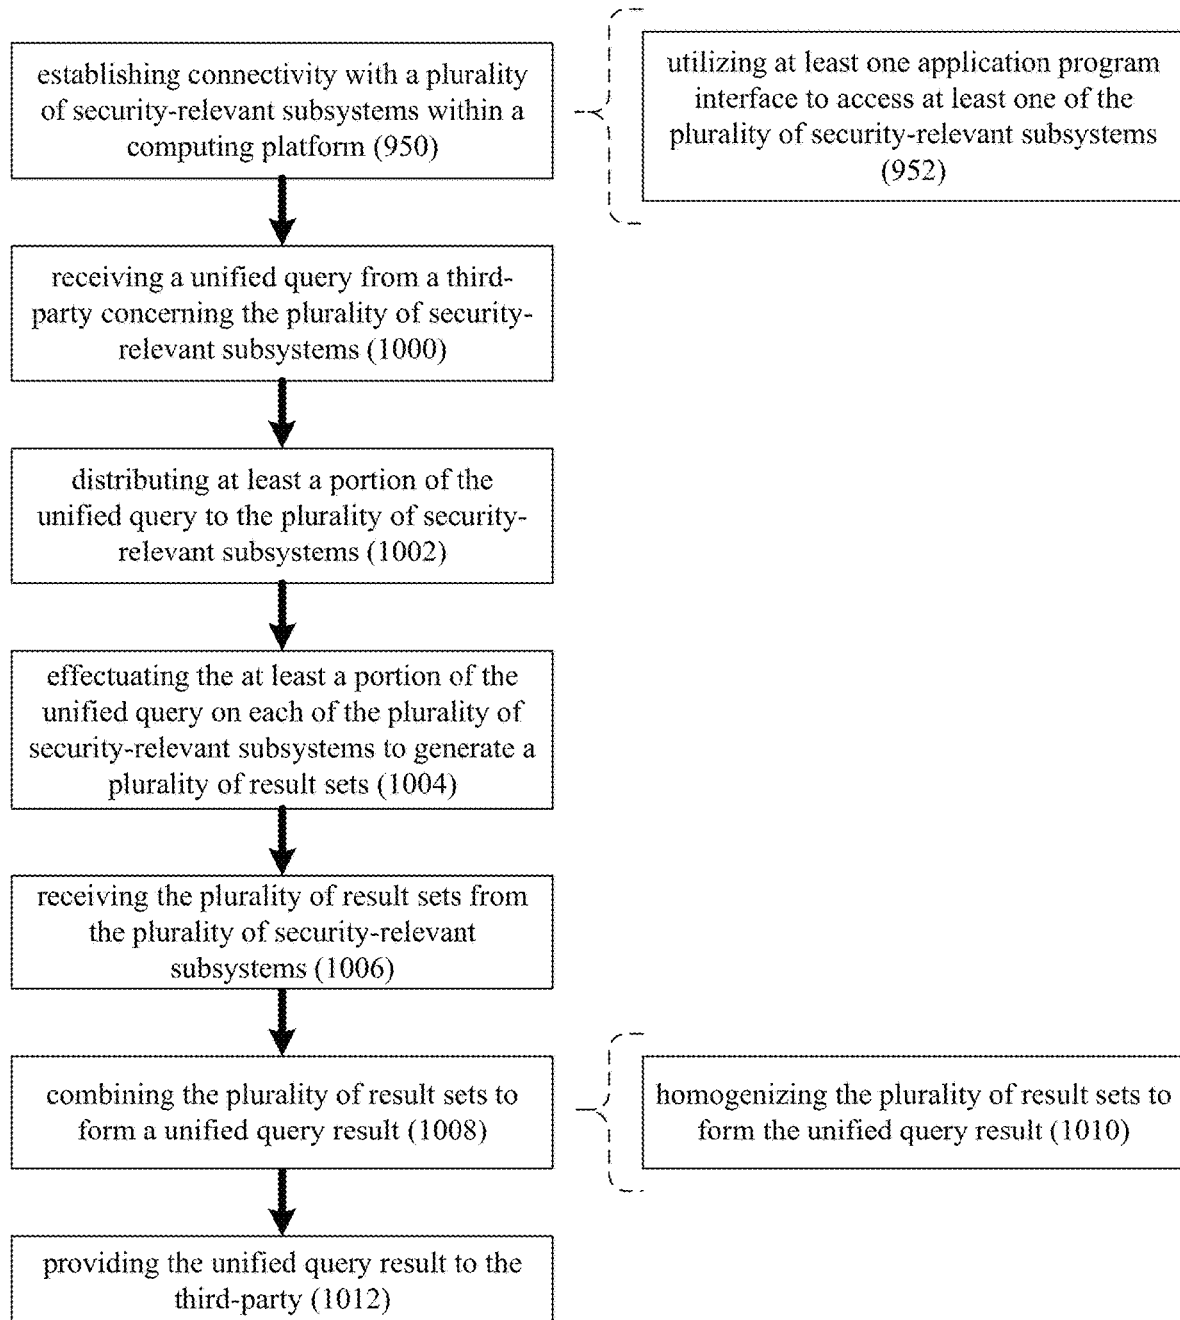 establishing connectivity with a plurality
of security-relevant subsystems within a
computing platform (950)
utilizing at least one application program
interface to access at least one of the
plurality of security-relevant subsystems
(952)
receiving a unified query from a third-
party concerning the plurality of security-
relevant subsystems (1000)
distributing at least a portion of the
unified query to the plurality of security-
relevant subsystems (1002)
effectuating the at least a portion of the
unified query on each of the plurality of
security-relevant subsystems to generate a
plurality of result sets (1004)
receiving the plurality of result sets from
the plurality of security-relevant
subsystems (1006)
combining the plurality of result sets to
form a unified query result (1008)
homogenizing the plurality of result sets to
form the unified query result (1010)
providing the unified query result to the
third-party (1012)